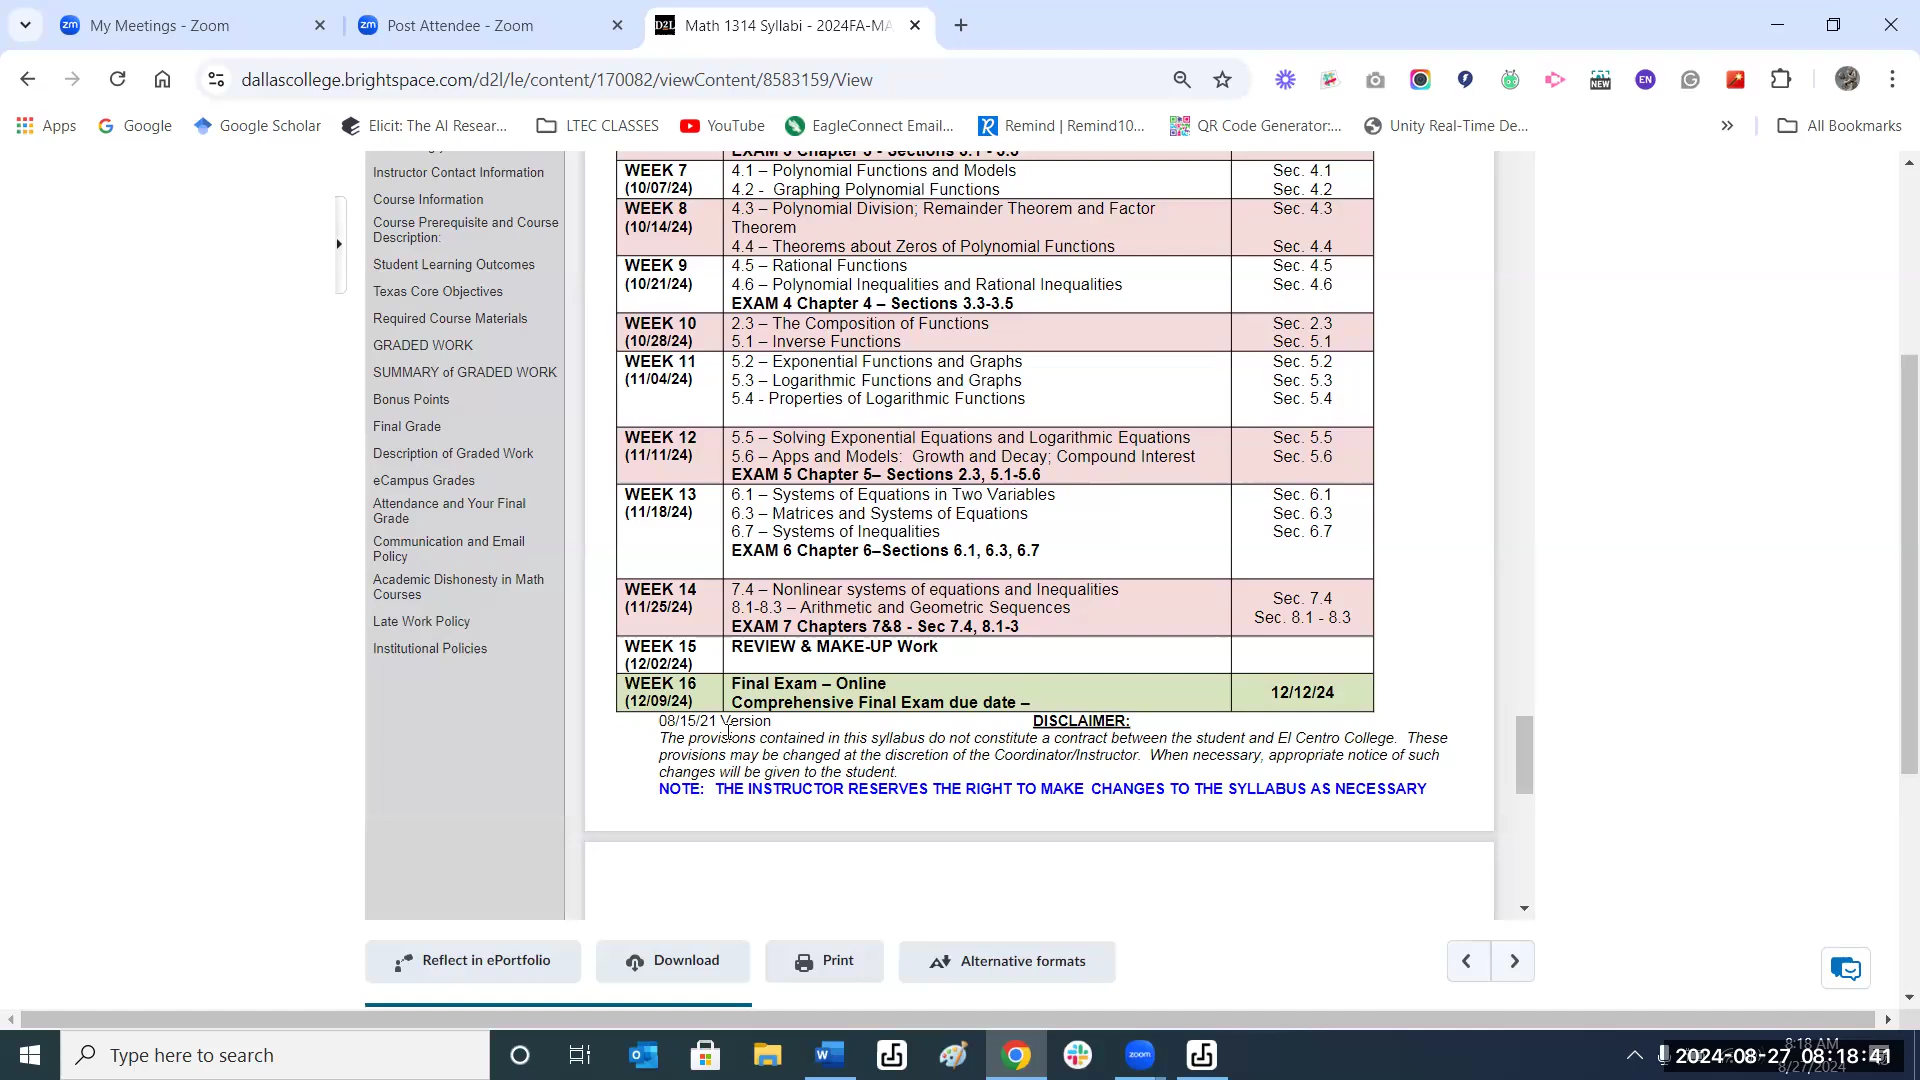 My Meetings - Zoom
Post Attendee - Zoom
D2L Math 1314 Syllabi - 2024FA-MA
dallascollege.brightspace.com/d2l/le/content/170082/viewContent/8583159/View
Apps
Google
Google Scholar
Elicit: The AI Resear...
LTEC CLASSES
YouTube
EagleConnect Email...
Remind | Remind10...
QR Code Generator:...
Unity Real-Time De...
All Bookmarks
Instructor Contact Information
Course Information
Course Prerequisite and Course
Description:
Student Learning Outcomes
Texas Core Objectives
Required Course Materials
GRADED WORK
SUMMARY of GRADED WORK
Bonus Points
Final Grade
Description of Graded Work
eCampus Grades
Attendance and Your Final
Grade
Communication and Email
Policy
Academic Dishonesty in Math
Courses
Late Work Policy
Institutional Policies
WEEK 7 4.1 – Polynomial Functions and Models Sec. 4.1
(10/07/24) 4.2 - Graphing Polynomial Functions Sec. 4.2
WEEK 8 4.3 – Polynomial Division; Remainder Theorem and Factor Sec. 4.3
(10/14/24) Theorem
4.4 – Theorems about Zeros of Polynomial Functions Sec. 4.4
WEEK 9 4.5 – Rational Functions Sec. 4.5
(10/21/24) 4.6 – Polynomial Inequalities and Rational Inequalities Sec. 4.6
EXAM 4 Chapter 4 – Sections 3.3-3.5
WEEK 10 2.3 – The Composition of Functions Sec. 2.3
(10/28/24) 5.1 – Inverse Functions Sec. 5.1
WEEK 11 5.2 – Exponential Functions and Graphs Sec. 5.2
(11/04/24) 5.3 – Logarithmic Functions and Graphs Sec. 5.3
5.4 - Properties of Logarithmic Functions Sec. 5.4
WEEK 12 5.5 – Solving Exponential Equations and Logarithmic Equations Sec. 5.5
(11/11/24) 5.6 – Apps and Models: Growth and Decay; Compound Interest Sec. 5.6
EXAM 5 Chapter 5– Sections 2.3, 5.1-5.6
WEEK 13 6.1 – Systems of Equations in Two Variables Sec. 6.1
(11/18/24) 6.3 – Matrices and Systems of Equations Sec. 6.3
6.7 – Systems of Inequalities Sec. 6.7
EXAM 6 Chapter 6–Sections 6.1, 6.3, 6.7
WEEK 14 7.4 – Nonlinear systems of equations and Inequalities Sec. 7.4
(11/25/24) 8.1-8.3 – Arithmetic and Geometric Sequences Sec. 8.1 - 8.3
EXAM 7 Chapters 7&8 - Sec 7.4, 8.1-3
WEEK 15 REVIEW & MAKE-UP Work
(12/02/24)
WEEK 16 Final Exam – Online 12/12/24
(12/09/24) Comprehensive Final Exam due date –
08/15/21 Version DISCLAIMER:
The provisions contained in this syllabus do not constitute a contract between the student and El Centro College. These
provisions may be changed at the discretion of the Coordinator/Instructor. When necessary, appropriate notice of such
changes will be given to the student.
NOTE: THE INSTRUCTOR RESERVES THE RIGHT TO MAKE CHANGES TO THE SYLLABUS AS NECESSARY
Reflect in ePortfolio
Download
Print
Alternative formats
Type here to search
8:18 AM
2024-08-27 08:18:41
8/27/2024